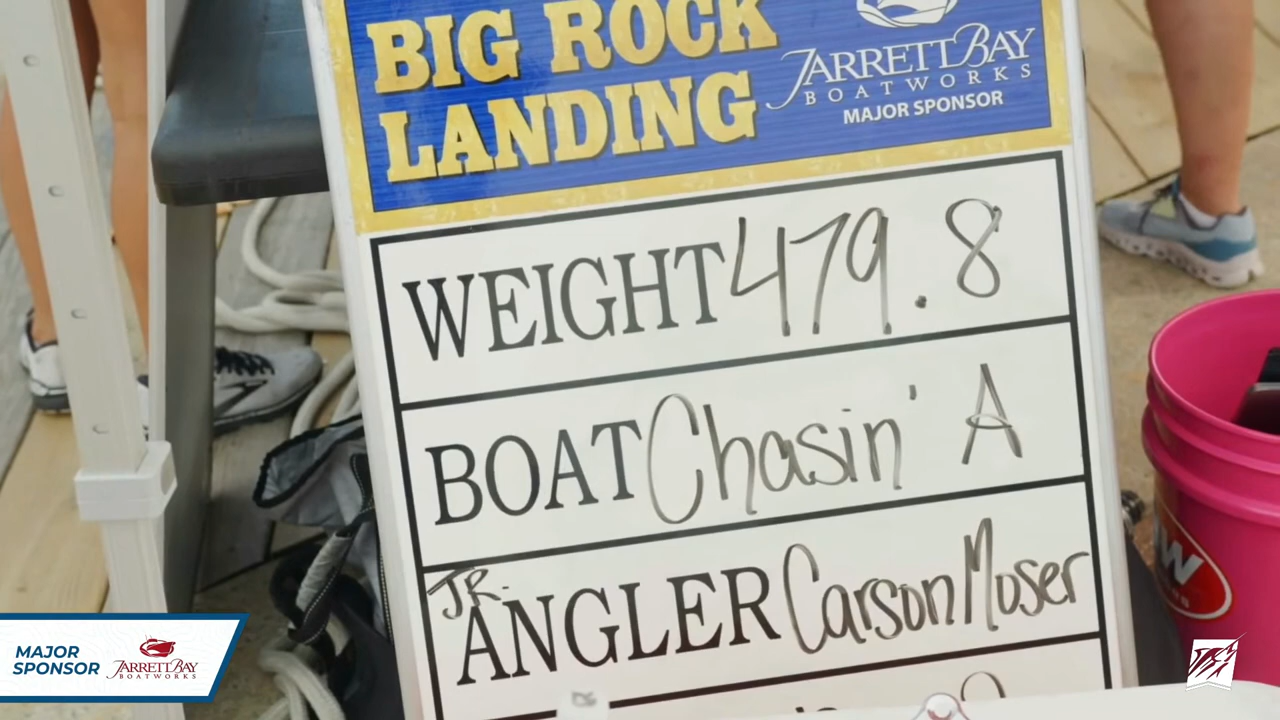 BIG ROCK
LANDING
JARRETT BAY
BOATWORKS
MAJOR SPONSOR
WEIGHT 479.8
BOAT Chasin' A
JR.
ANGLER Carson Moser
W
MAJOR
SPONSOR
JARRETT BAY
BOATWORKS